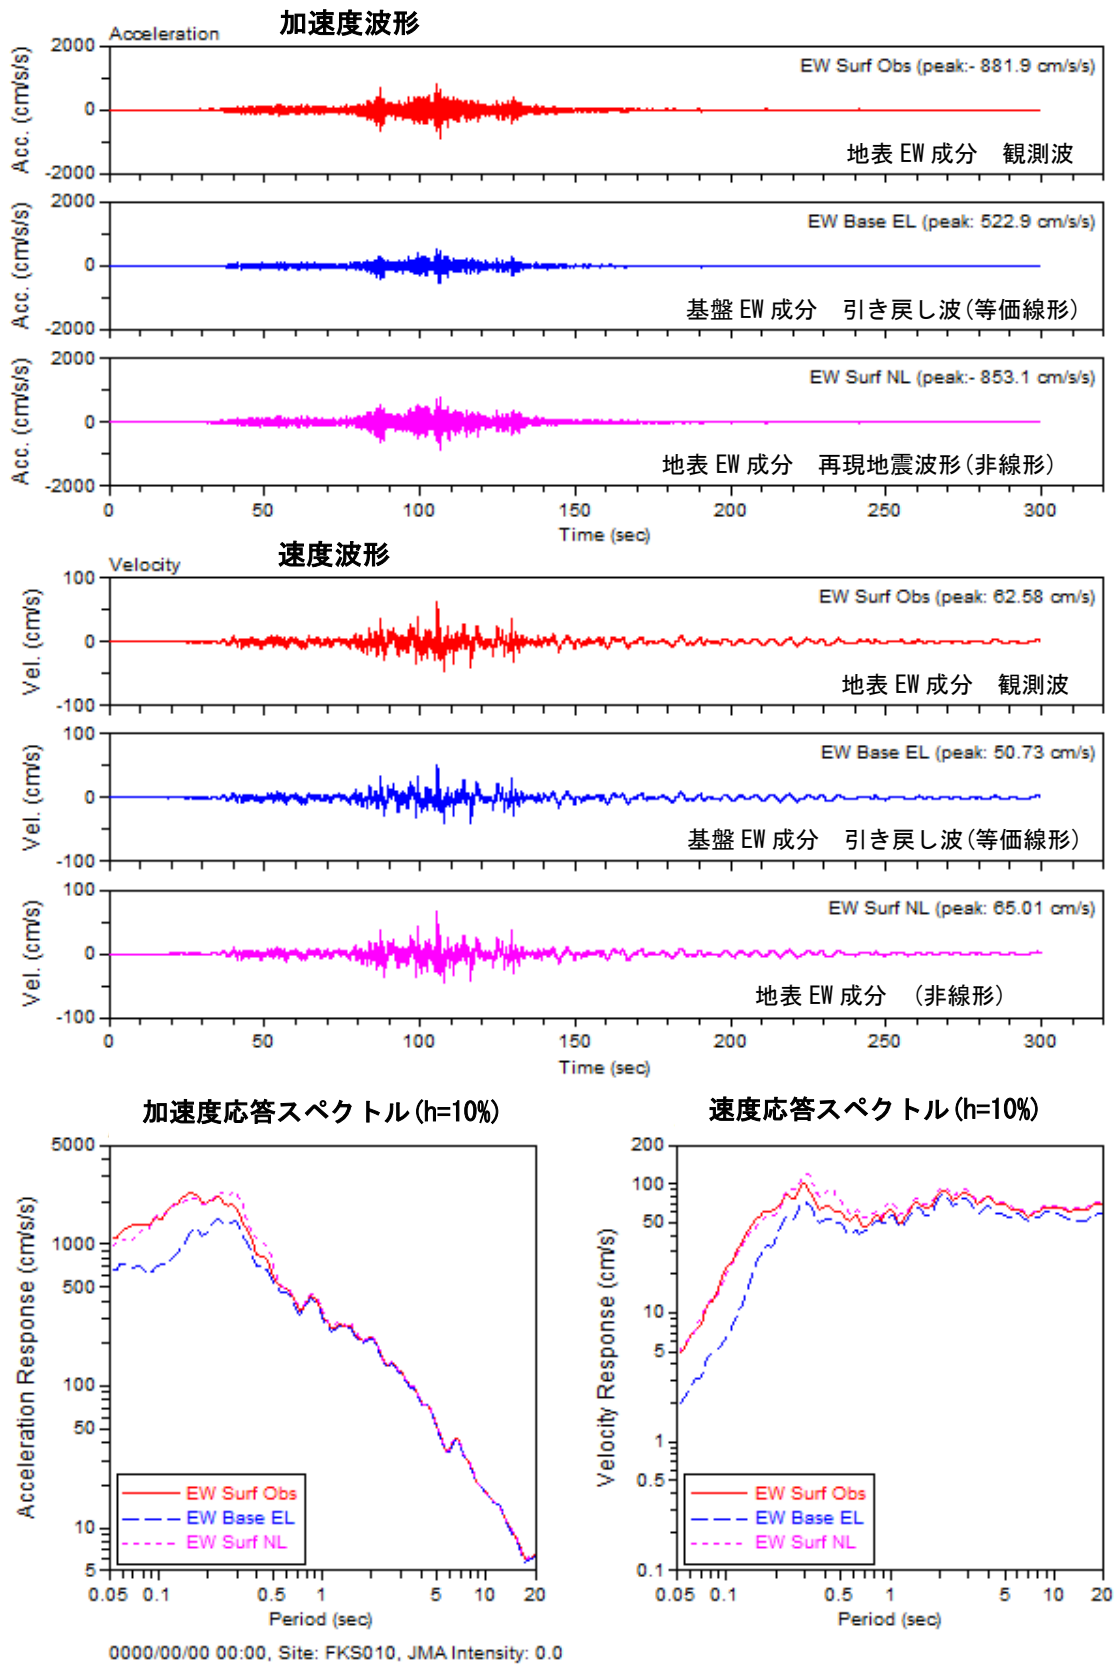 加速度波形
Acceleration
2000
0
-2000
Acc. (cm/s/s)
EW Surf Obs (peak:- 881.9 cm/s/s)
地表 EW 成分　観測波
2000
0
-2000
Acc. (cm/s/s)
EW Base EL (peak: 522.9 cm/s/s)
基盤 EW 成分　引き戻し波(等価線形)
2000
0
-2000
Acc. (cm/s/s)
EW Surf NL (peak:- 853.1 cm/s/s)
地表 EW 成分　再現地震波形(非線形)
0 50 100 150 200 250 300
Time (sec)
速度波形
Velocity
100
0
-100
Vel. (cm/s)
EW Surf Obs (peak: 62.58 cm/s)
地表 EW 成分　観測波
100
0
-100
Vel. (cm/s)
EW Base EL (peak: 50.73 cm/s)
基盤 EW 成分　引き戻し波(等価線形)
100
0
-100
Vel. (cm/s)
EW Surf NL (peak: 65.01 cm/s)
地表 EW 成分　(非線形)
0 50 100 150 200 250 300
Time (sec)
加速度応答スペクトル(h=10%)
5000
1000
500
100
50
10
5
Acceleration Response (cm/s/s)
EW Surf Obs
EW Base EL
EW Surf NL
0.05 0.1 0.5 1 5 10 20
Period (sec)
速度応答スペクトル(h=10%)
200
100
50
10
5
1
0.5
0.1
Velocity Response (cm/s)
EW Surf Obs
EW Base EL
EW Surf NL
0.05 0.1 0.5 1 5 10 20
Period (sec)
0000/00/00 00:00, Site: FKS010, JMA Intensity: 0.0